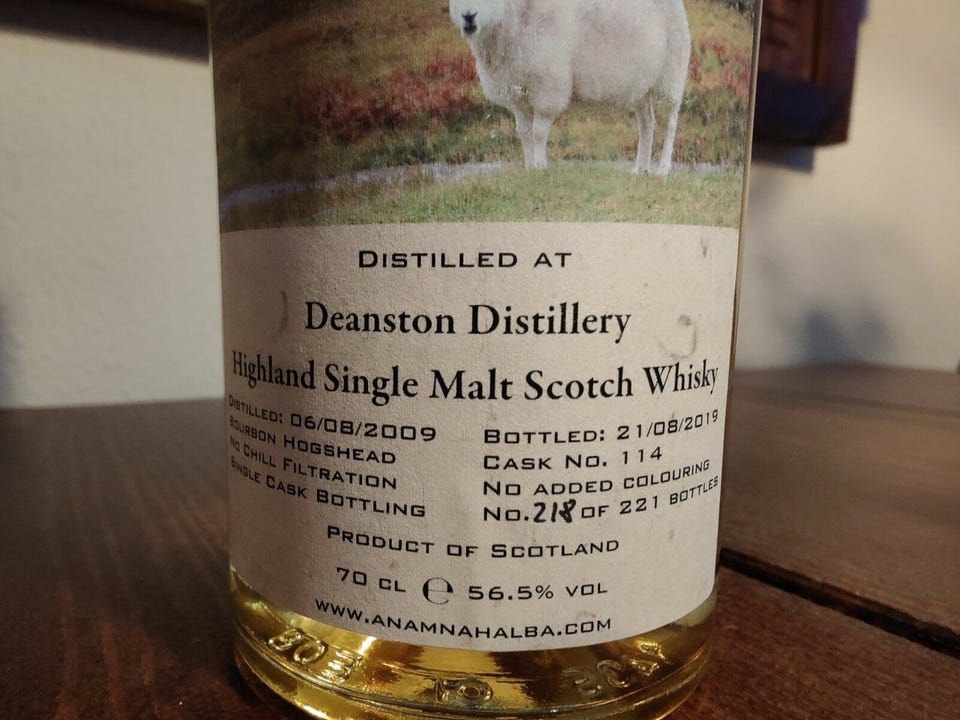 DISTILLED AT
Deanston Distillery
Highland Single Malt Scotch Whisky
DISTILLED: 06/08/2009
BOURBON HOGSHEAD
NO CHILL FILTRATION
SINGLE CASK BOTTLING
BOTTLED: 21/08/2019
CASK NO. 114
NO ADDED COLOURING
NO.218 OF 221 BOTTLES
PRODUCT OF SCOTLAND
70 CL e 56.5% VOL
WWW.ANAMNAHALBA.COM